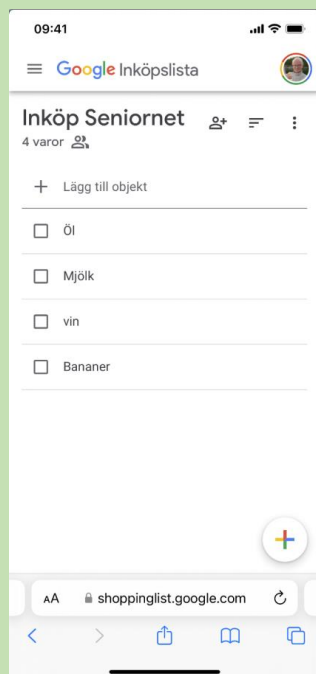 09:41
Google Inköpslista
Inköp Seniornet
4 varor
Lägg till objekt
Öl
Mjölk
vin
Bananer
AA shoppinglist.google.com